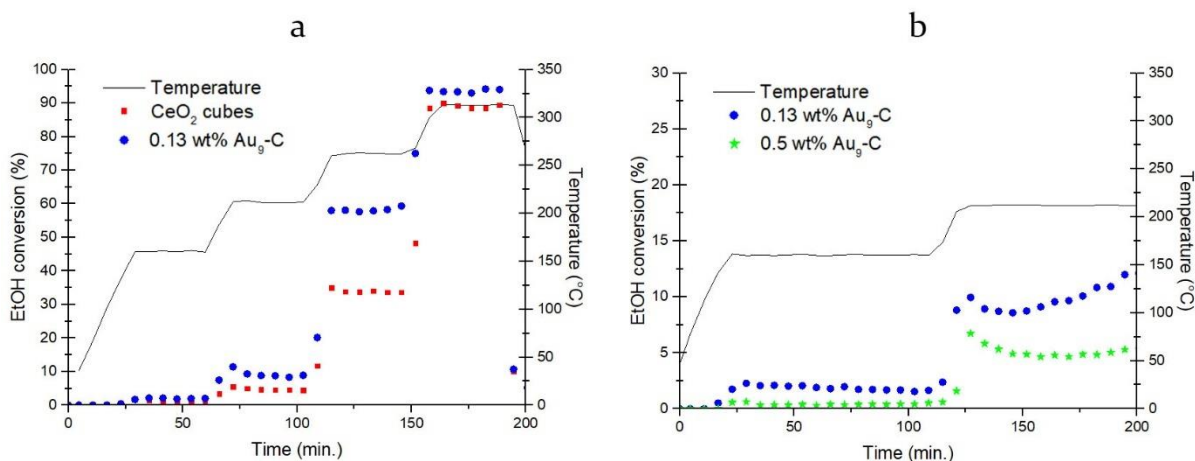 a
100
90
80
70
60
50
40
30
20
10
0
EtOH conversion (%)
Temperature
CeO₂ cubes
0.13 wt% Au₉-C
350
300
250
200
150
100
50
0
Temperature (°C)
0 50 100 150 200
Time (min.)
b
30
25
20
15
10
5
0
EtOH conversion (%)
Temperature
0.13 wt% Au₉-C
0.5 wt% Au₉-C
350
300
250
200
150
100
50
0
Temperature (°C)
0 50 100 150 200
Time (min.)